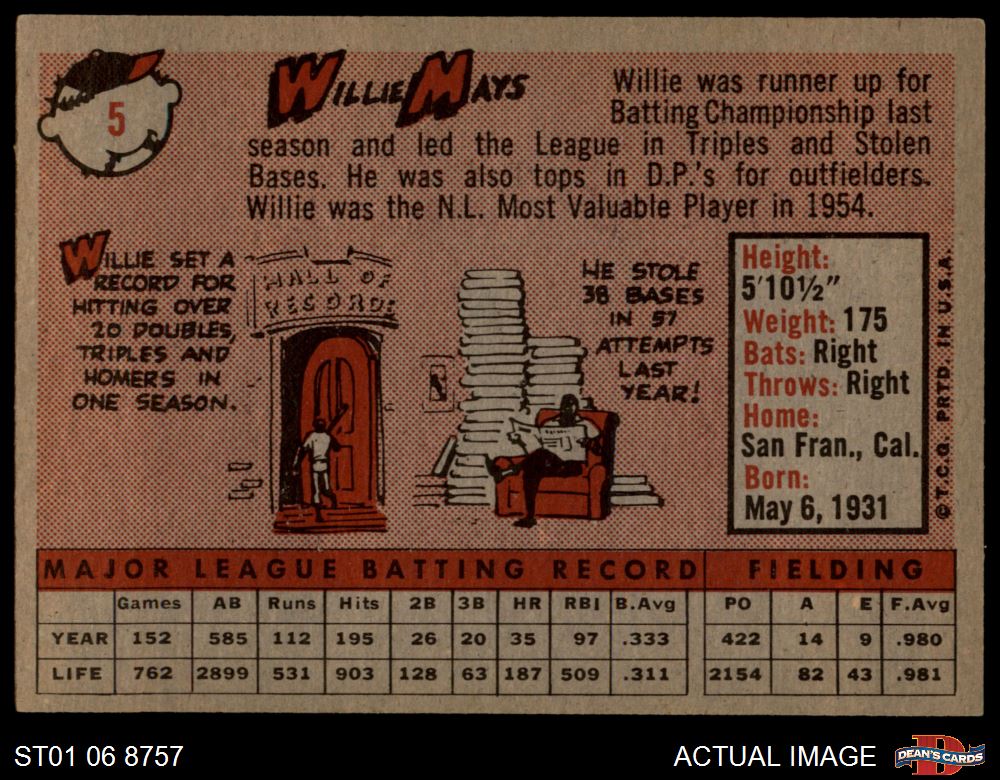 5
WILLIE MAYS
Willie was runner up for
Batting Championship last
season and led the League in Triples and Stolen
Bases. He was also tops in D.P.'s for outfielders.
Willie was the N.L. Most Valuable Player in 1954.
WILLIE SET A
RECORD FOR
HITTING OVER
20 DOUBLES,
TRIPLES AND
HOMERS IN
ONE SEASON.
HALL OF
RECORDS
HE STOLE
38 BASES
IN 57
ATTEMPTS
LAST
YEAR!
Height:
5'10½"
Weight: 175
Bats: Right
Throws: Right
Home:
San Fran., Cal.
Born:
May 6, 1931
© T.C.G. PRTD. IN U.S.A.
MAJOR LEAGUE BATTING RECORD FIELDING
Games AB Runs Hits 2B 3B HR RBI B.Avg PO A E F.Avg
YEAR 152 585 112 195 26 20 35 97 .333 422 14 9 .980
LIFE 762 2899 531 903 128 63 187 509 .311 2154 82 43 .981
ST01 06 8757
ACTUAL IMAGE
D
DEAN'S CARDS